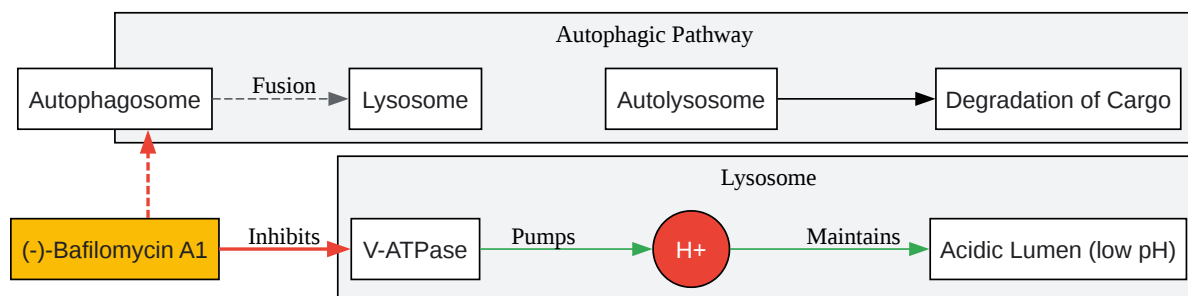 Autophagic Pathway
Autophagosome
Fusion
Lysosome
Autolysosome
Degradation of Cargo
Lysosome
(-)-Bafilomycin A1
Inhibits
V-ATPase
Pumps
H+
Maintains
Acidic Lumen (low pH)